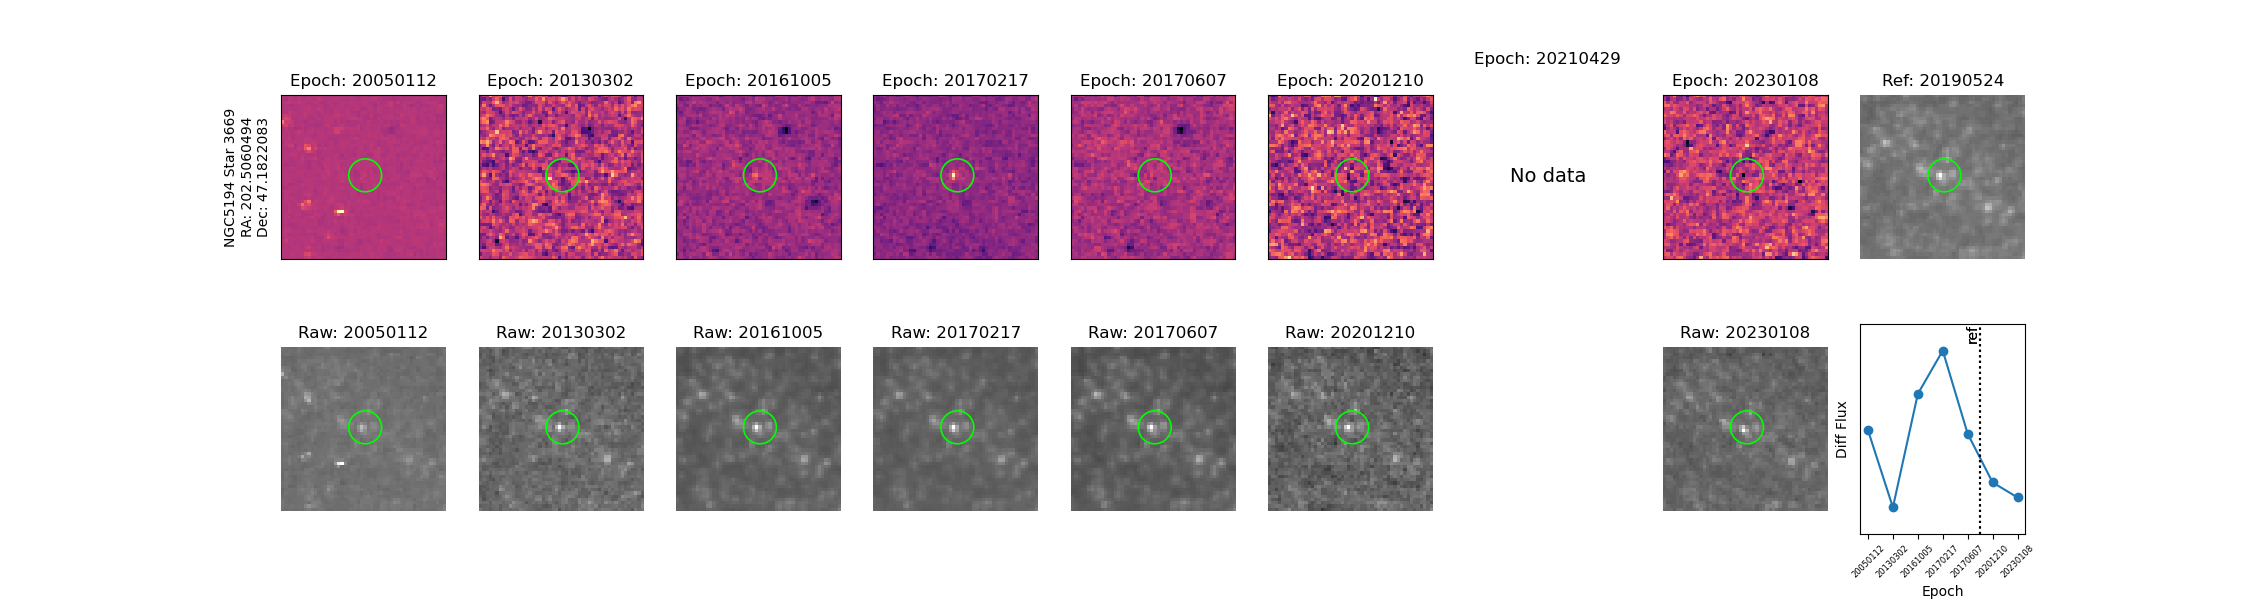 Epoch: 20210429
Epoch: 20050112
Epoch: 20130302
Epoch: 20161005
Epoch: 20170217
Epoch: 20170607
Epoch: 20201210
Epoch: 20230108
Ref: 20190524
NGC5194 Star 3669
RA: 202.5060494
Dec: 47.1822083
No data
Raw: 20050112
Raw: 20130302
Raw: 20161005
Raw: 20170217
Raw: 20170607
Raw: 20201210
Raw: 20230108
ref
Diff Flux
20050112
20130302
20161005
20170217
20170607
20201210
20230108
Epoch